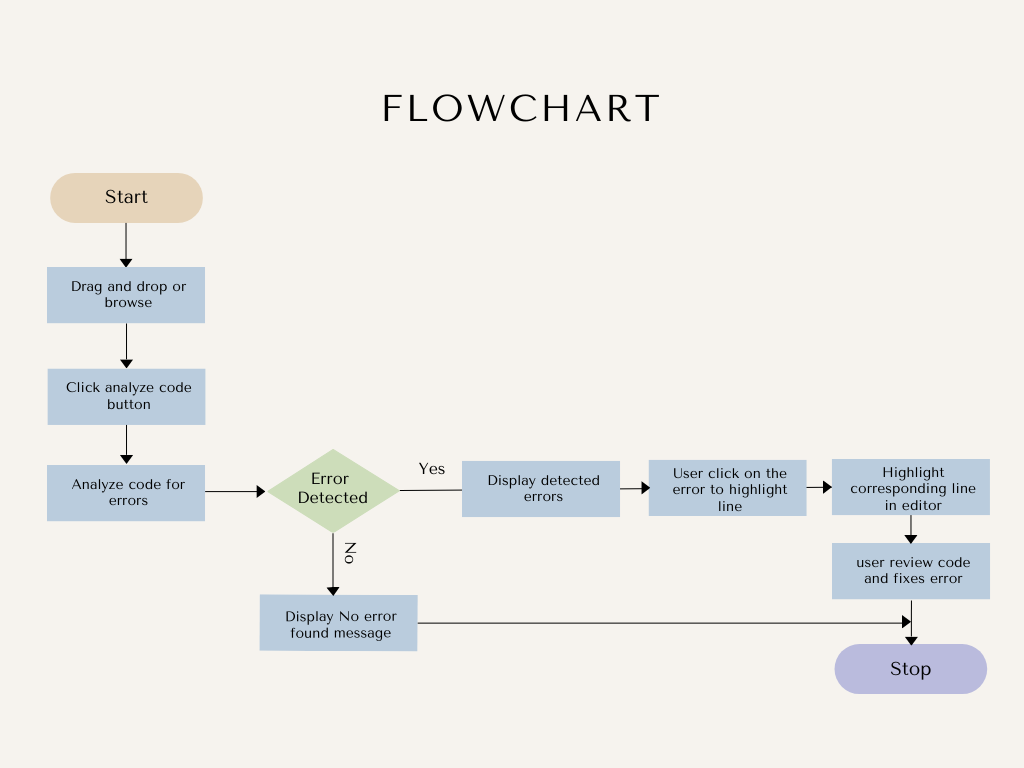 FLOWCHART
Start
Drag and drop or
browse
Click analyze code
button
Analyze code for
errors
Error
Detected
Yes
No
Display detected
errors
User click on the
error to highlight
line
Highlight
corresponding line
in editor
user review code
and fixes error
Display No error
found message
Stop